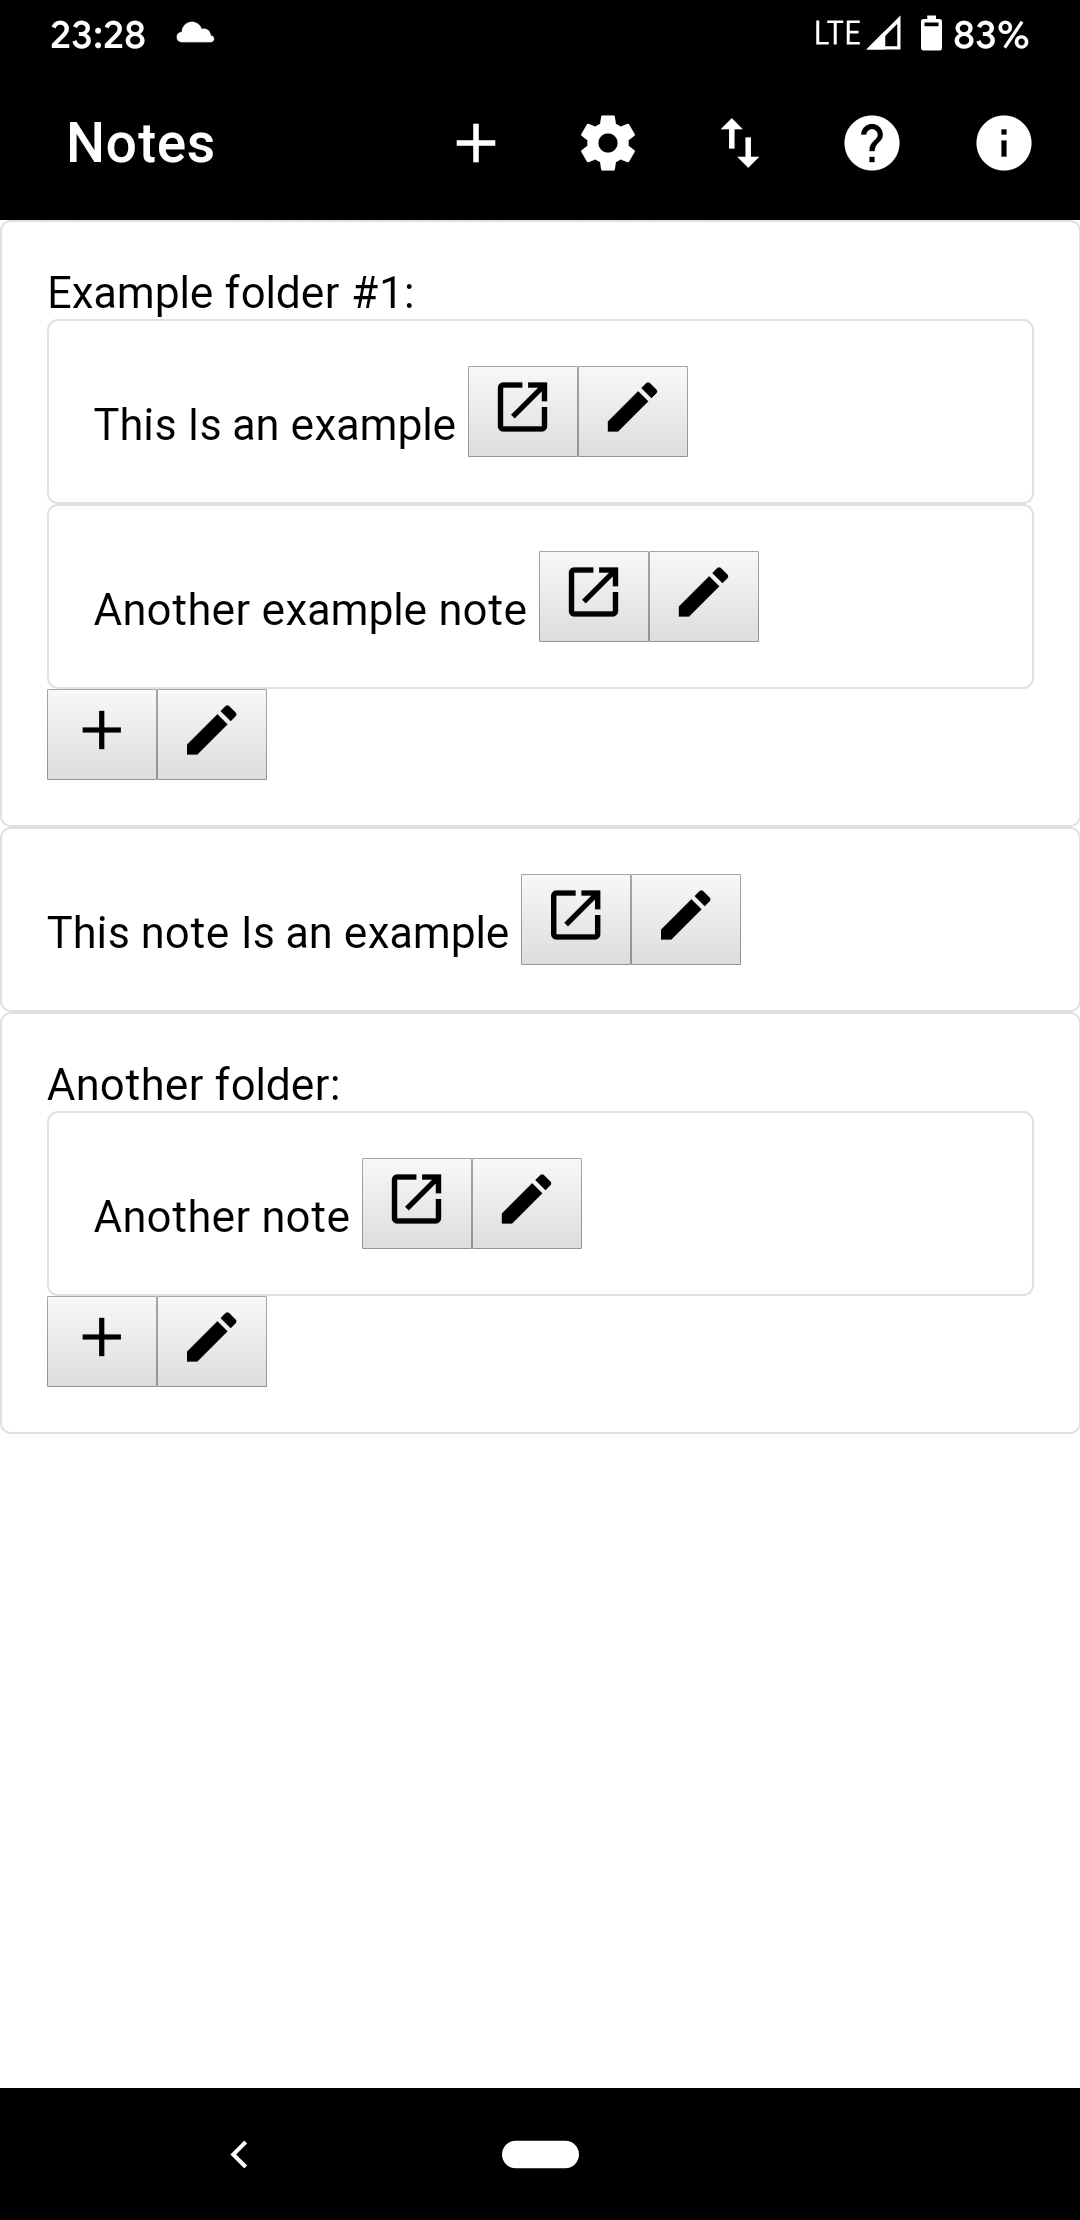 23:28 LTE 83%
Notes
Example folder #1:
This Is an example
Another example note
This note Is an example
Another folder:
Another note